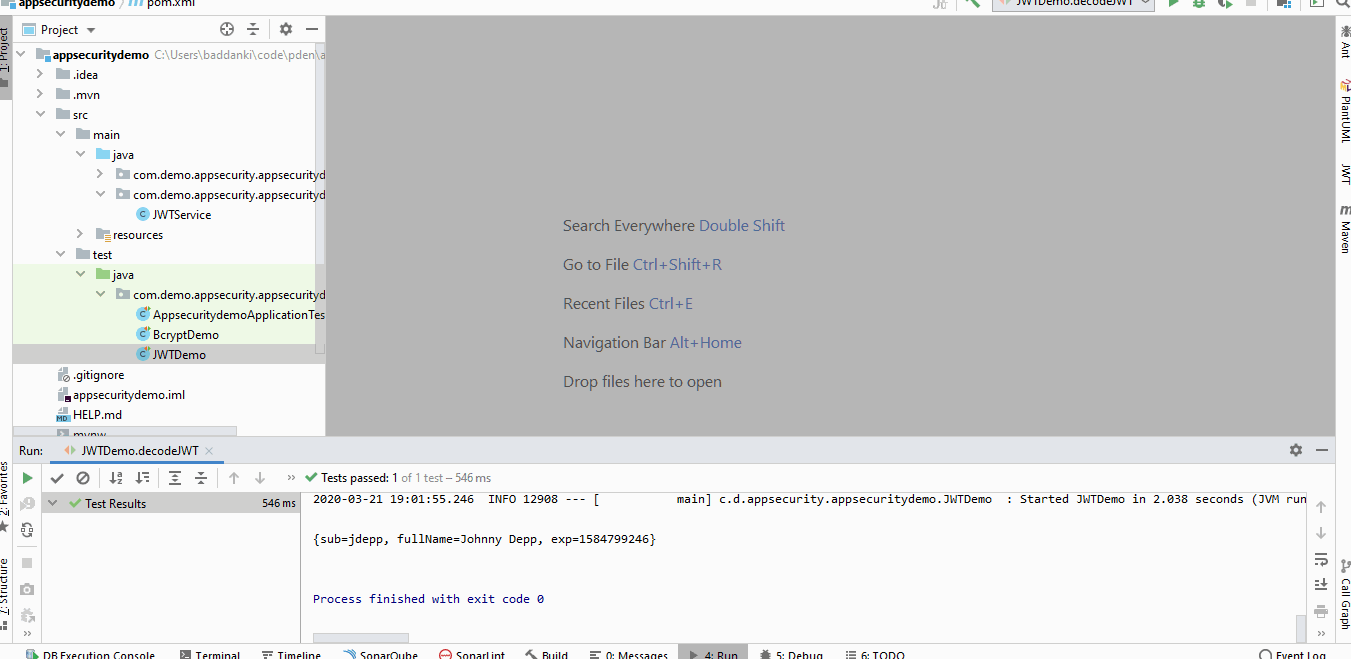 appsecuritydemo pom.xml
JWTDemo.decodeJWT
Project
1: Project
appsecuritydemo C:\Users\baddanki\code\pden\a
.idea
.mvn
src
main
java
com.demo.appsecurity.appsecurityd
com.demo.appsecurity.appsecurityd
JWTService
resources
test
java
com.demo.appsecurity.appsecurityd
AppsecuritydemoApplicationTes
BcryptDemo
JWTDemo
.gitignore
appsecuritydemo.iml
HELP.md
mvnw
Search Everywhere Double Shift
Go to File Ctrl+Shift+R
Recent Files Ctrl+E
Navigation Bar Alt+Home
Drop files here to open
Ant
PlantUML
JWT
Maven
Run: JWTDemo.decodeJWT
Tests passed: 1 of 1 test – 546 ms
Test Results 546 ms
2020-03-21 19:01:55.246 INFO 12908 --- [ main] c.d.appsecurity.appsecuritydemo.JWTDemo : Started JWTDemo in 2.038 seconds (JVM run
{sub=jdepp, fullName=Johnny Depp, exp=1584799246}
Process finished with exit code 0
2: Favorites
7: Structure
Call Graph
DB Execution Console Terminal Timeline SonarQube SonarLint Build 0: Messages 4: Run 5: Debug 6: TODO Event Log